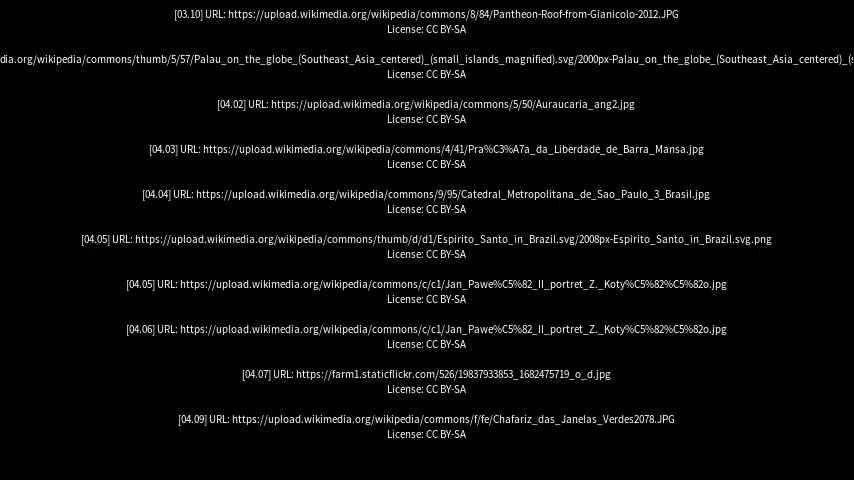 [03.10] URL: https://upload.wikimedia.org/wikipedia/commons/8/84/Pantheon-Roof-from-Gianicolo-2012.JPG
License: CC BY-SA
dia.org/wikipedia/commons/thumb/5/57/Palau_on_the_globe_(Southeast_Asia_centered)_(small_islands_magnified).svg/2000px-Palau_on_the_globe_(Southeast_Asia_centered)_(s
License: CC BY-SA
[04.02] URL: https://upload.wikimedia.org/wikipedia/commons/5/50/Auraucaria_ang2.jpg
License: CC BY-SA
[04.03] URL: https://upload.wikimedia.org/wikipedia/commons/4/41/Pra%C3%A7a_da_Liberdade_de_Barra_Mansa.jpg
License: CC BY-SA
[04.04] URL: https://upload.wikimedia.org/wikipedia/commons/9/95/Catedral_Metropolitana_de_Sao_Paulo_3_Brasil.jpg
License: CC BY-SA
[04.05] URL: https://upload.wikimedia.org/wikipedia/commons/thumb/d/d1/Espirito_Santo_in_Brazil.svg/2008px-Espirito_Santo_in_Brazil.svg.png
License: CC BY-SA
[04.05] URL: https://upload.wikimedia.org/wikipedia/commons/c/c1/Jan_Pawe%C5%82_II_portret_Z._Koty%C5%82%C5%82o.jpg
License: CC BY-SA
[04.06] URL: https://upload.wikimedia.org/wikipedia/commons/c/c1/Jan_Pawe%C5%82_II_portret_Z._Koty%C5%82%C5%82o.jpg
License: CC BY-SA
[04.07] URL: https://farm1.staticflickr.com/526/19837933853_1682475719_o_d.jpg
License: CC BY-SA
[04.09] URL: https://upload.wikimedia.org/wikipedia/commons/f/fe/Chafariz_das_Janelas_Verdes2078.JPG
License: CC BY-SA